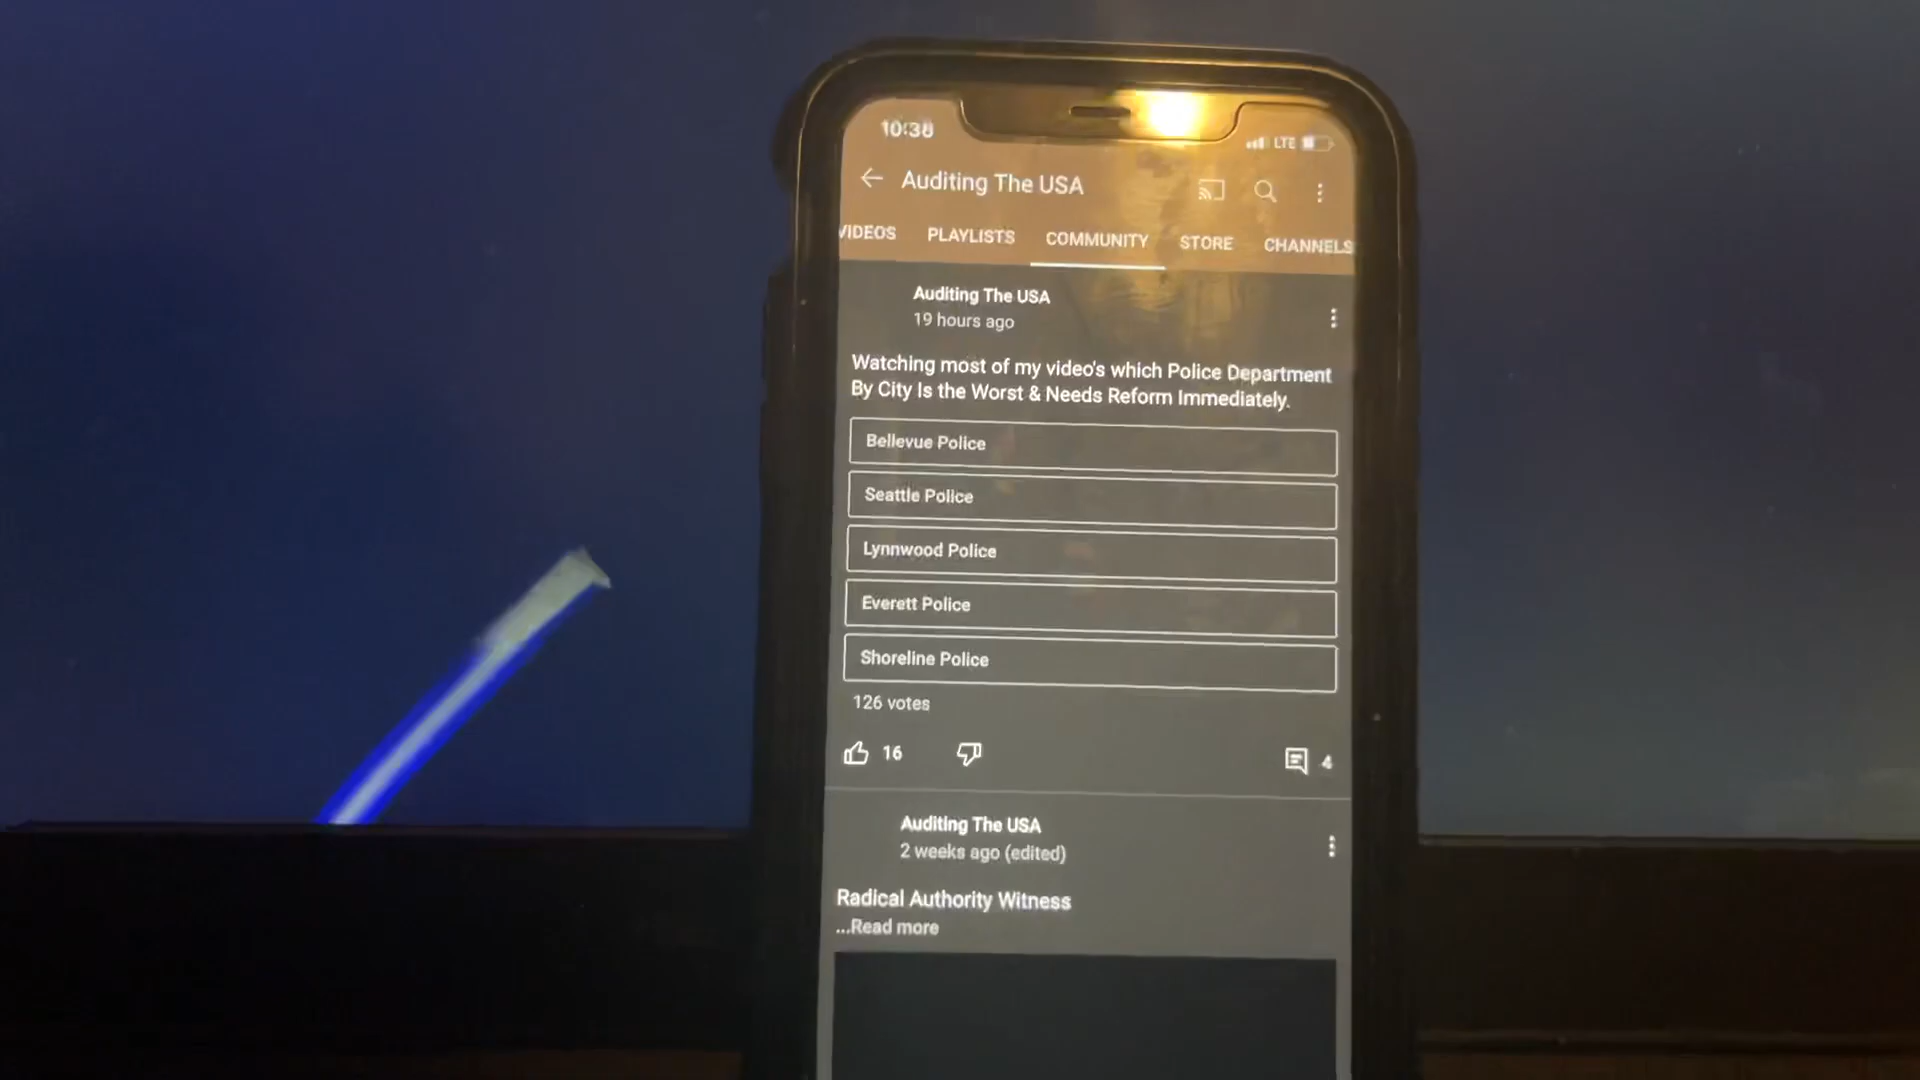 10:38
LTE
Auditing The USA
VIDEOS PLAYLISTS COMMUNITY STORE CHANNELS
Auditing The USA
19 hours ago
Watching most of my video's which Police Department
By City Is the Worst & Needs Reform Immediately.
Bellevue Police
Seattle Police
Lynnwood Police
Everett Police
Shoreline Police
126 votes
16
4
Auditing The USA
2 weeks ago (edited)
Radical Authority Witness
...Read more